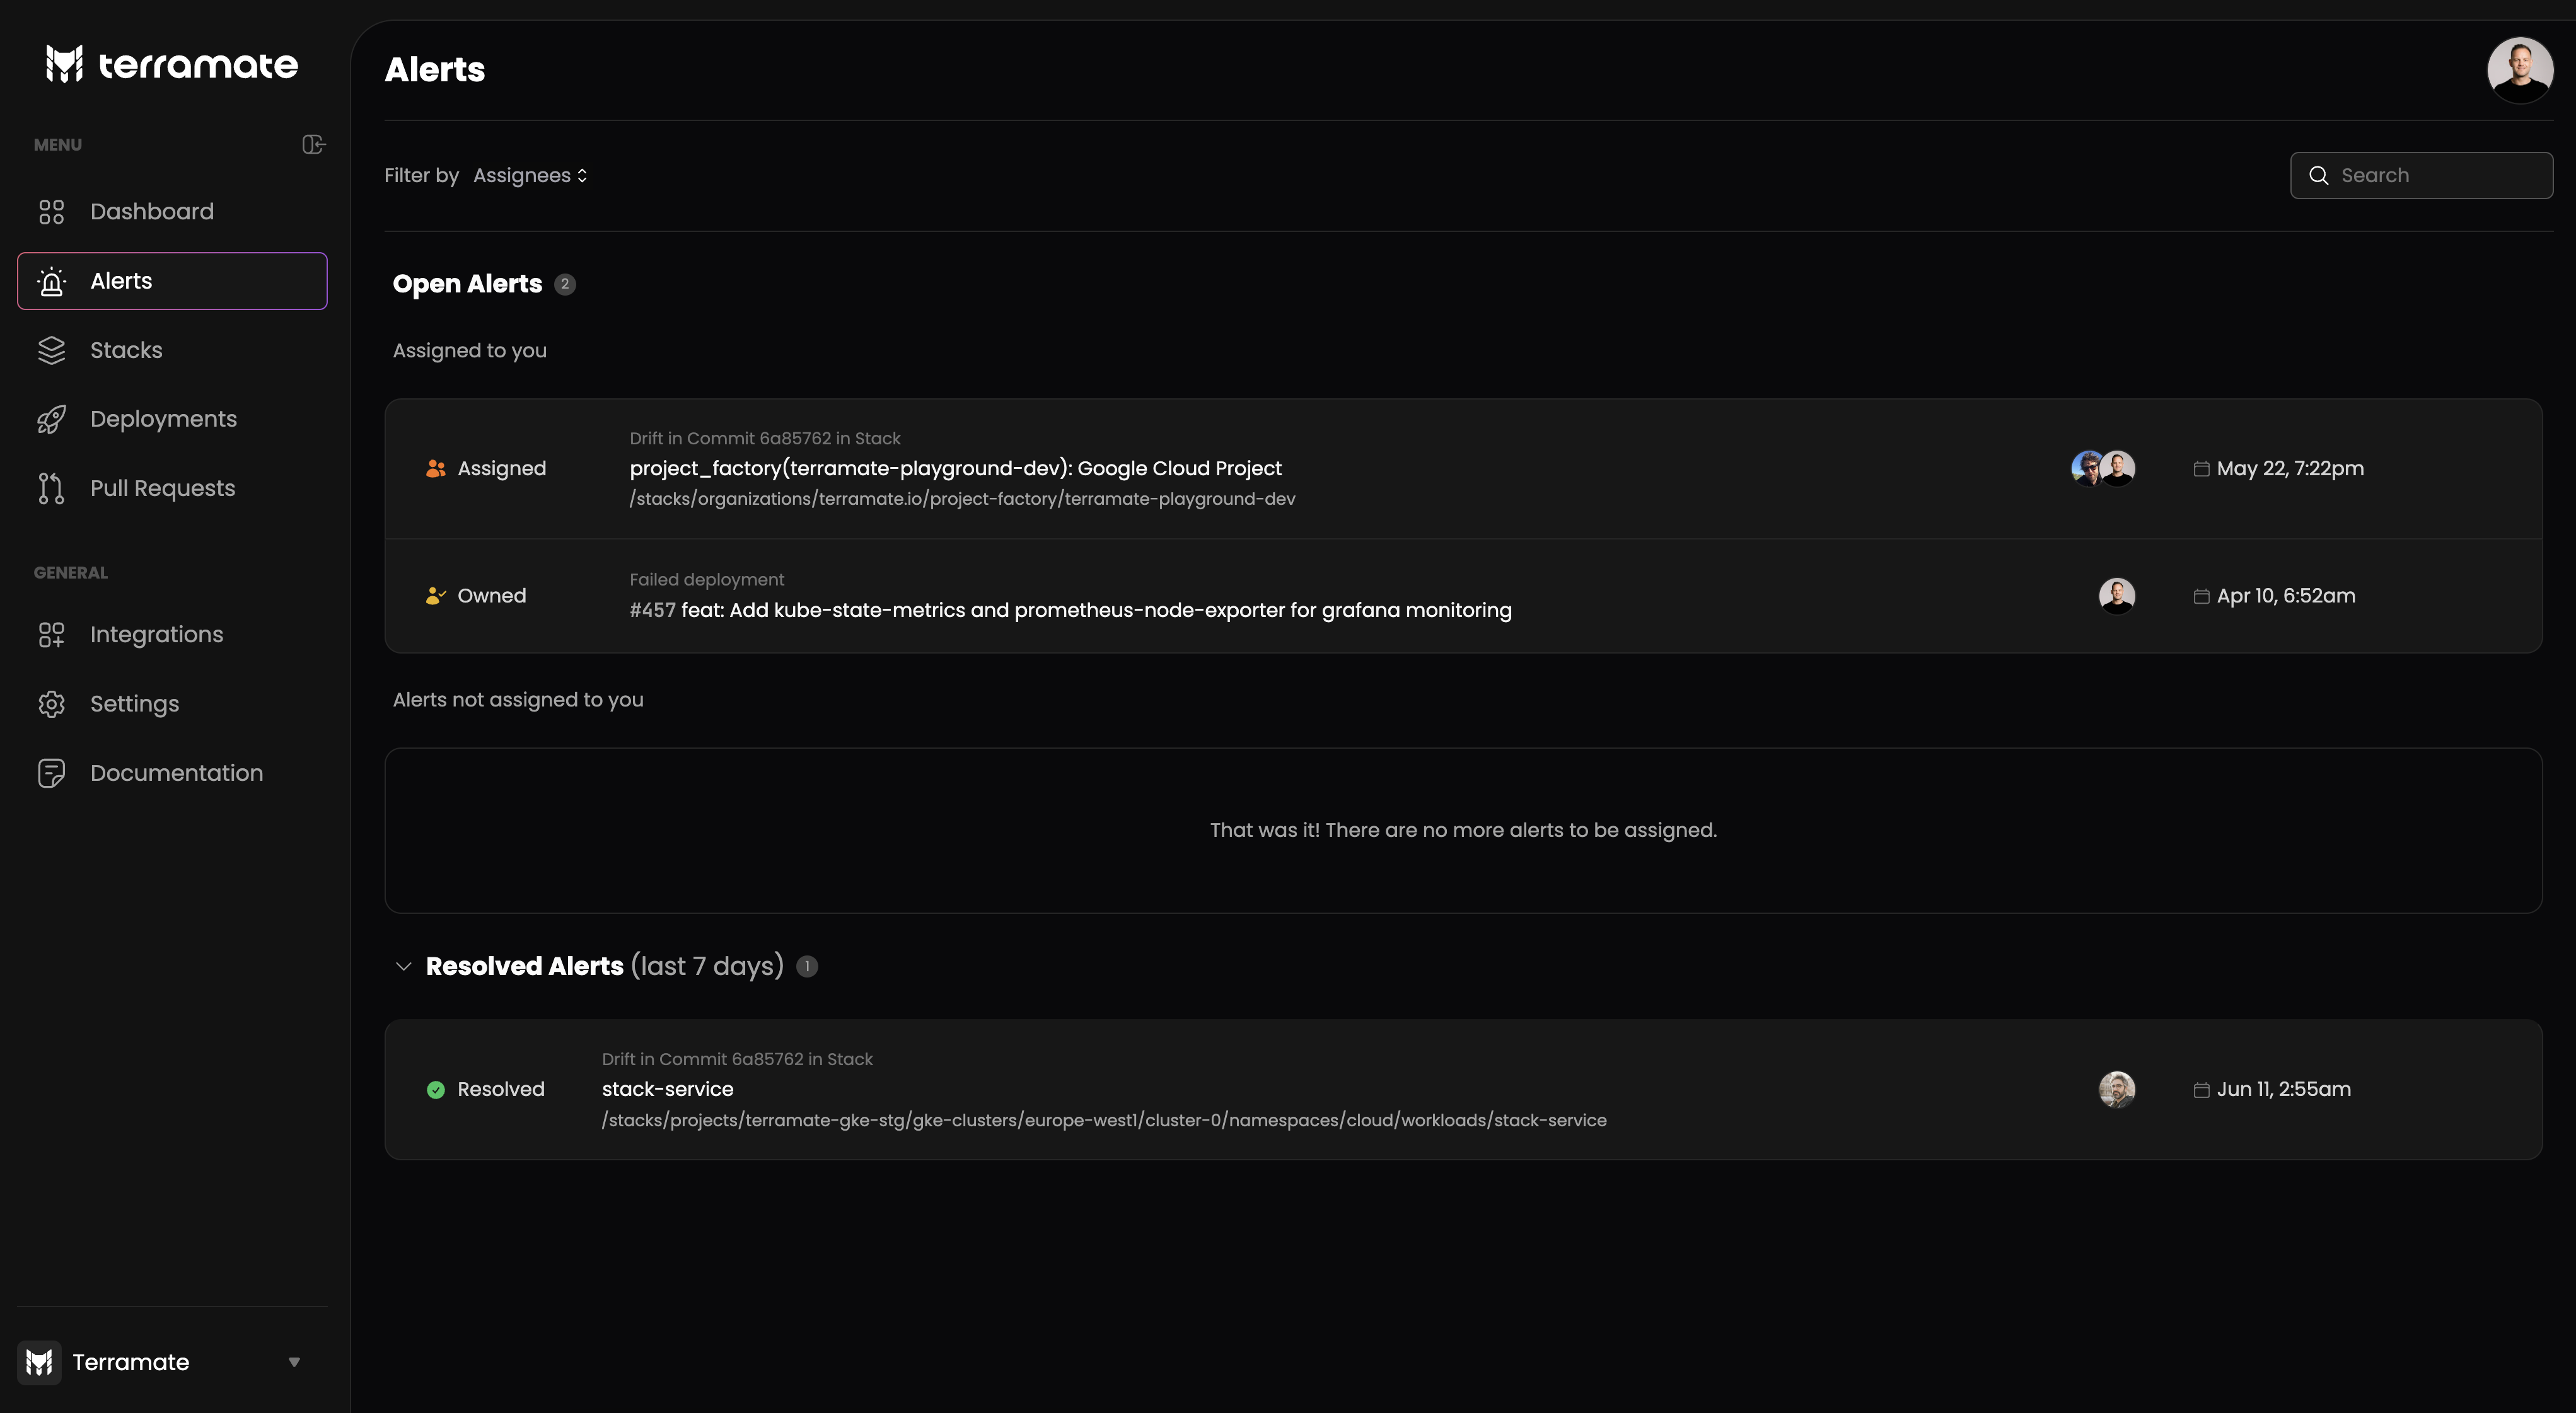 terramate
MENU
Dashboard
Alerts
Stacks
Deployments
Pull Requests
GENERAL
Integrations
Settings
Documentation
Terramate
Alerts
Filter by Assignees
Search
Open Alerts 2
Assigned to you
Assigned
Drift in Commit 6a85762 in Stack
project_factory(terramate-playground-dev): Google Cloud Project
/stacks/organizations/terramate.io/project-factory/terramate-playground-dev
May 22, 7:22pm
Owned
Failed deployment
#457 feat: Add kube-state-metrics and prometheus-node-exporter for grafana monitoring
Apr 10, 6:52am
Alerts not assigned to you
That was it! There are no more alerts to be assigned.
Resolved Alerts (last 7 days) 1
Resolved
Drift in Commit 6a85762 in Stack
stack-service
/stacks/projects/terramate-gke-stg/gke-clusters/europe-west1/cluster-0/namespaces/cloud/workloads/stack-service
Jun 11, 2:55am